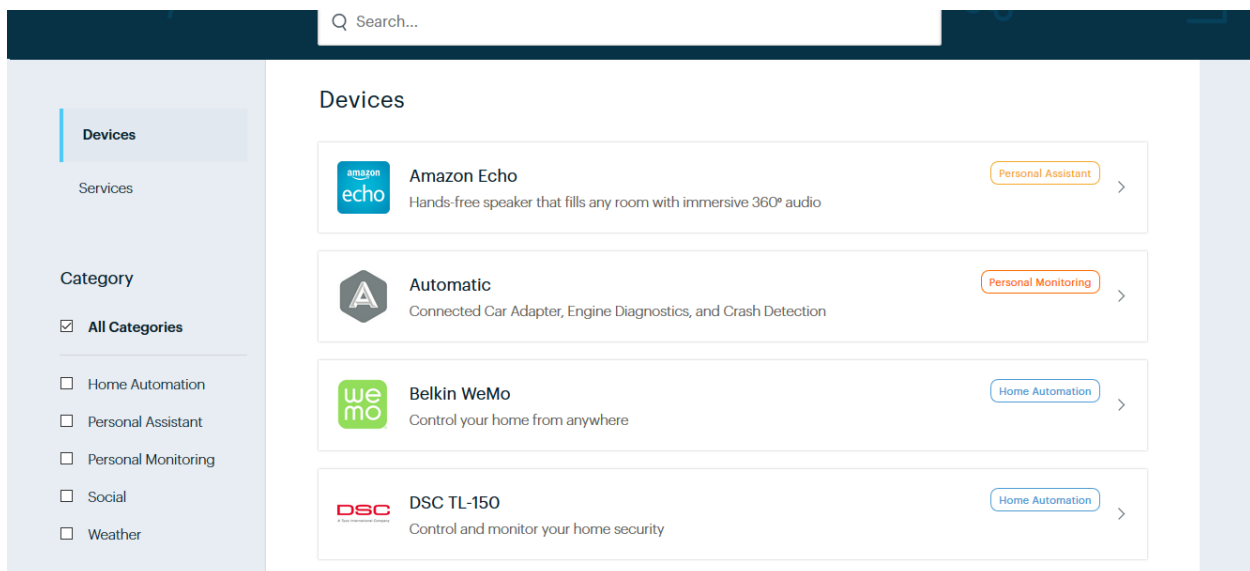 Search...
Devices
Services
Category
All Categories
Home Automation
Personal Assistant
Personal Monitoring
Social
Weather
Devices
amazon
echo
Amazon Echo
Hands-free speaker that fills any room with immersive 360º audio
Personal Assistant
A
Automatic
Connected Car Adapter, Engine Diagnostics, and Crash Detection
Personal Monitoring
we
mo
Belkin WeMo
Control your home from anywhere
Home Automation
DSC
A Tyco International Company
DSC TL-150
Control and monitor your home security
Home Automation